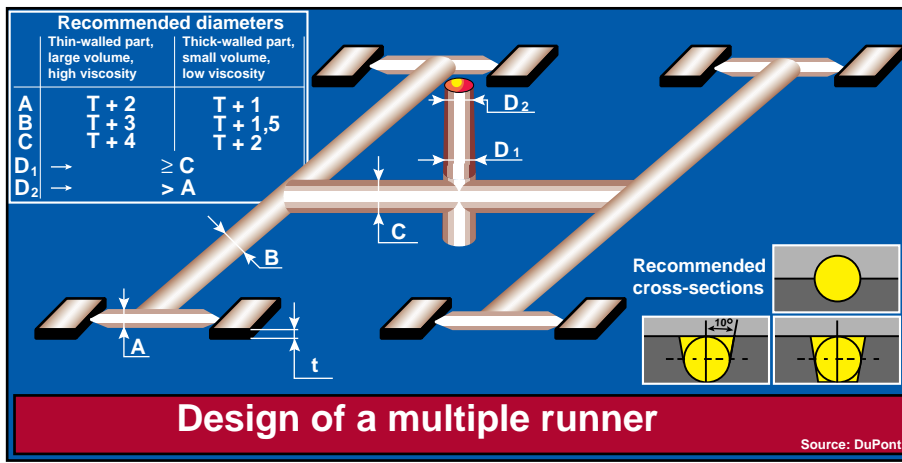 Recommended diameters
Thin-walled part, large volume, high viscosity
Thick-walled part, small volume, low viscosity
A T + 2 T + 1
B T + 3 T + 1,5
C T + 4 T + 2
D1 → ≥ C
D2 → > A
D2
D1
C
B
A
t
Recommended
cross-sections
10°
Design of a multiple runner
Source: DuPont